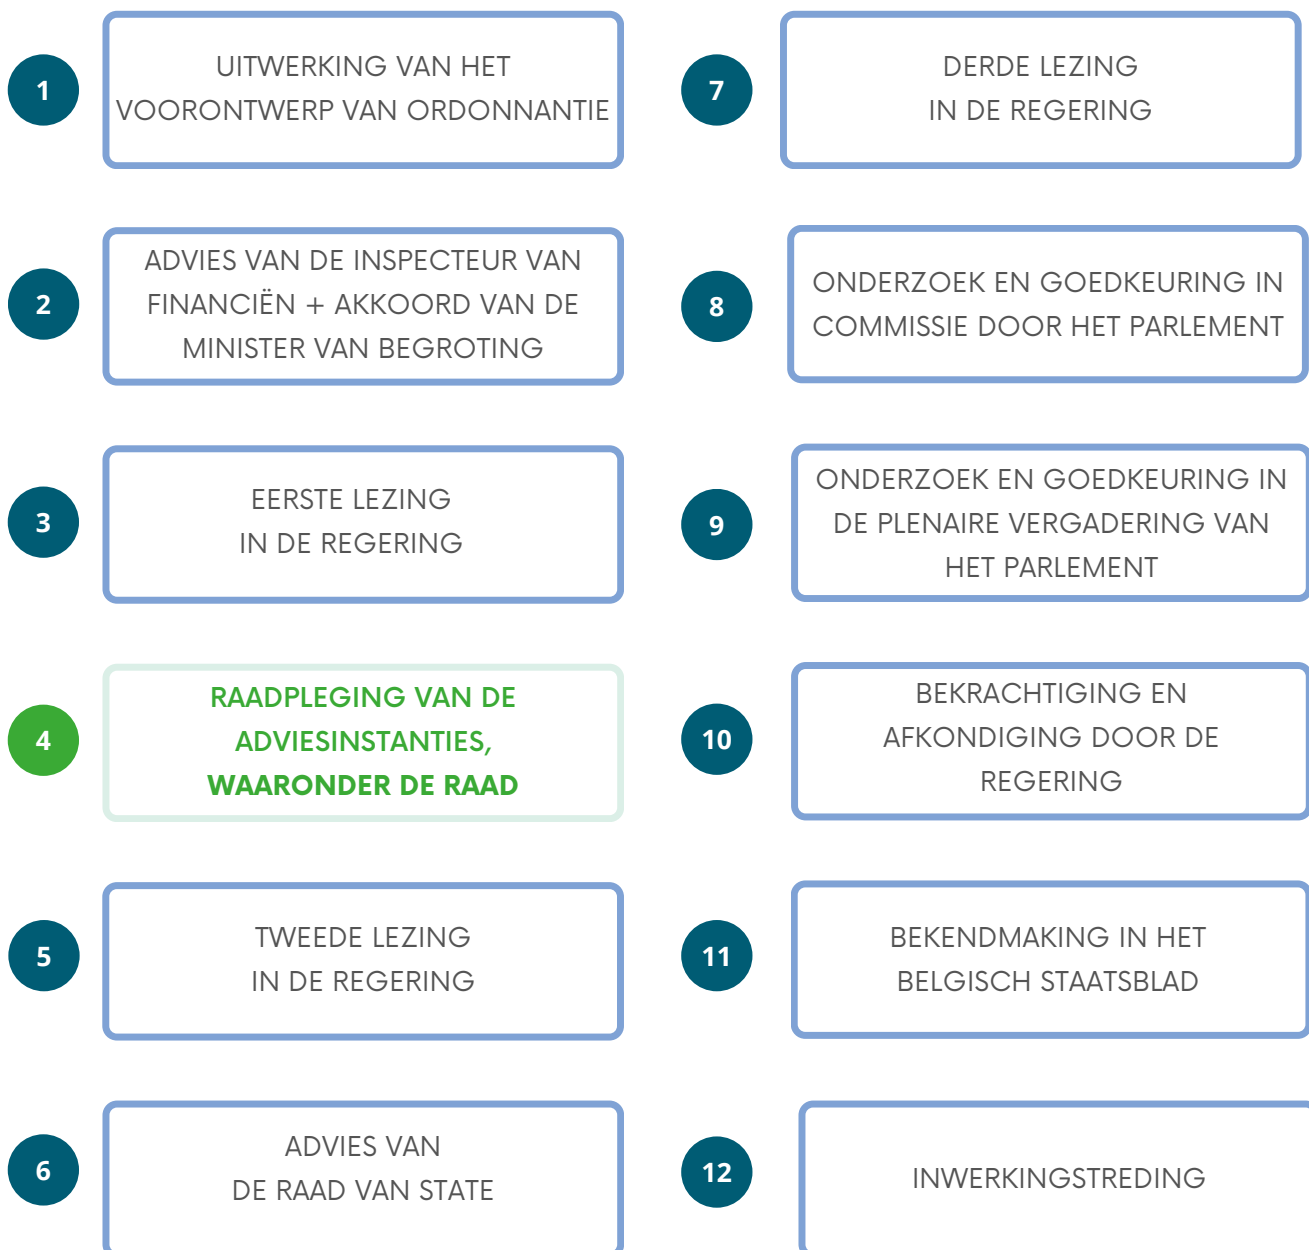 1
UITWERKING VAN HET
VOORONTWERP VAN ORDONNANTIE
2
ADVIES VAN DE INSPECTEUR VAN
FINANCIËN + AKKOORD VAN DE
MINISTER VAN BEGROTING
3
EERSTE LEZING
IN DE REGERING
4
RAADPLEGING VAN DE
ADVIESINSTANTIES,
WAARONDER DE RAAD
5
TWEEDE LEZING
IN DE REGERING
6
ADVIES VAN
DE RAAD VAN STATE
7
DERDE LEZING
IN DE REGERING
8
ONDERZOEK EN GOEDKEURING IN
COMMISSIE DOOR HET PARLEMENT
9
ONDERZOEK EN GOEDKEURING IN
DE PLENAIRE VERGADERING VAN
HET PARLEMENT
10
BEKRACHTIGING EN
AFKONDIGING DOOR DE
REGERING
11
BEKENDMAKING IN HET
BELGISCH STAATSBLAD
12
INWERKINGSTREDING